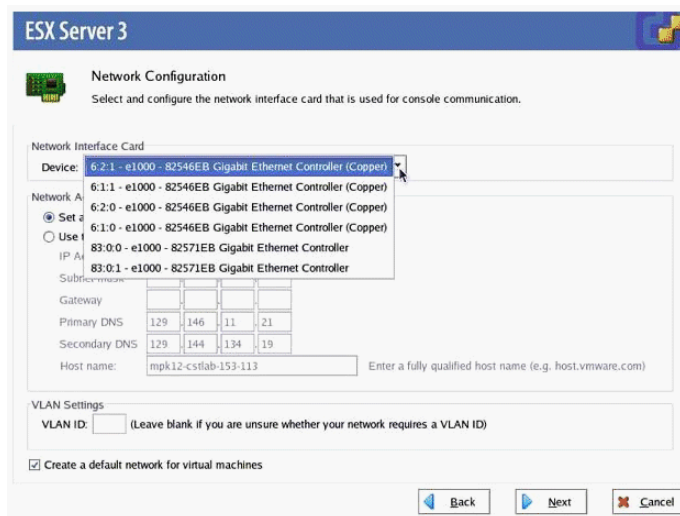 ESX Server 3
Network Configuration
Select and configure the network interface card that is used for console communication.
Network Interface Card
Device: 6:2:1 - e1000 - 82546EB Gigabit Ethernet Controller (Copper)
6:1:1 - e1000 - 82546EB Gigabit Ethernet Controller (Copper)
6:2:0 - e1000 - 82546EB Gigabit Ethernet Controller (Copper)
6:1:0 - e1000 - 82546EB Gigabit Ethernet Controller (Copper)
83:0:0 - e1000 - 82571EB Gigabit Ethernet Controller
83:0:1 - e1000 - 82571EB Gigabit Ethernet Controller
Network
Set
Use
IP
Subnet mask
Gateway
Primary DNS 129 . 146 . 11 . 21
Secondary DNS 129 . 144 . 134 . 19
Host name: mpk12-cstlab-153-113 Enter a fully qualified host name (e.g. host.vmware.com)
VLAN Settings
VLAN ID: (Leave blank if you are unsure whether your network requires a VLAN ID)
Create a default network for virtual machines
Back Next Cancel